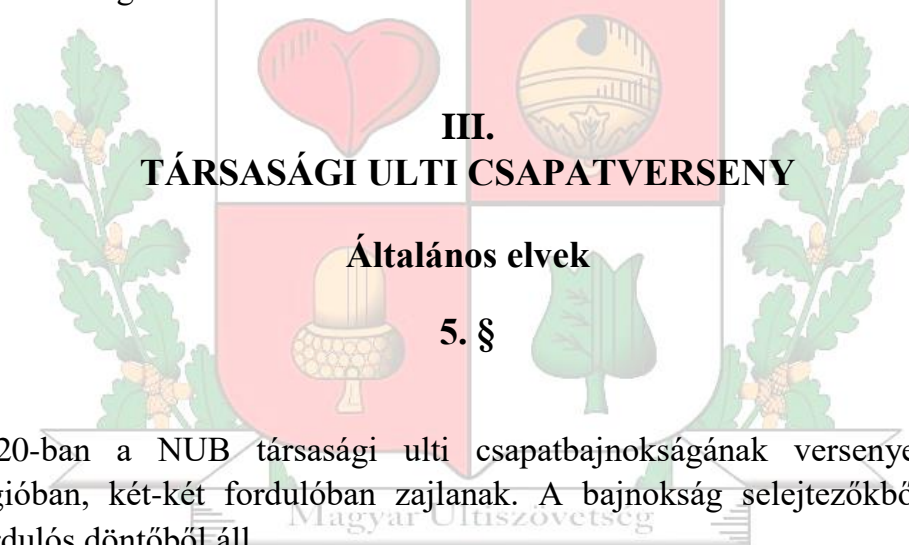 III.
TÁRSASÁGI ULTI CSAPATVERSENY
Általános elvek
5. §
20-ban a NUB társasági ulti csapatbajnokságának versenye
gióban, két-két fordulóban zajlanak. A bajnokság selejtezőkbő
Magyar Ultiszövetség
rdulós döntőből áll